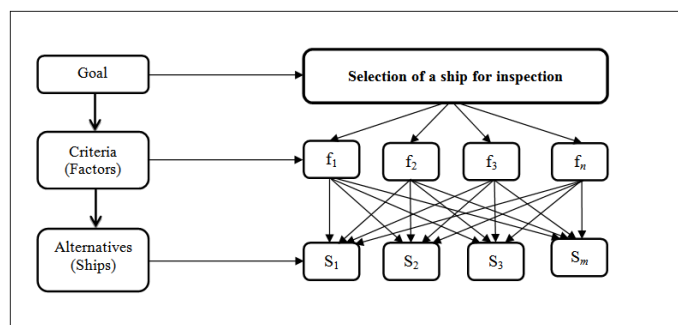 Goal
Selection of a ship for inspection
Criteria
(Factors)
f1
f2
f3
fn
Alternatives
(Ships)
S1
S2
S3
Sm